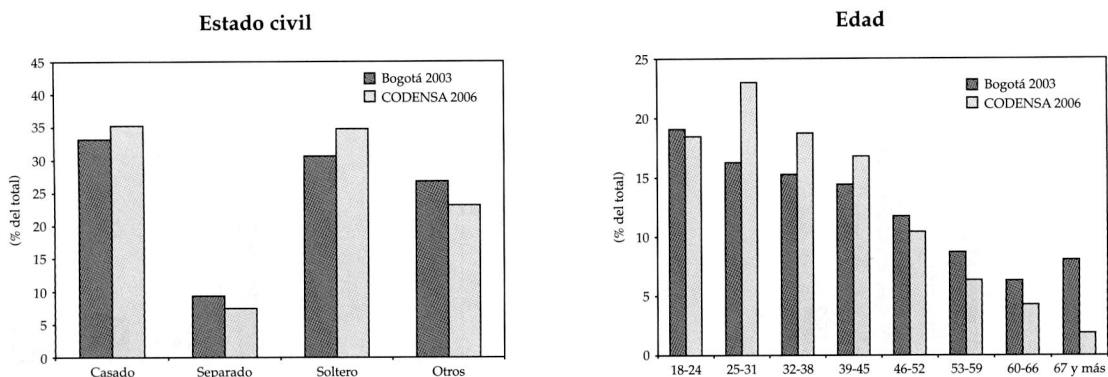 Estado civil
45
40
35
30
25
20
15
10
5
0
(% del total)
Bogotá 2003
CODENSA 2006
Casado Separado Soltero Otros
Edad
25
20
15
10
5
0
(% del total)
Bogotá 2003
CODENSA 2006
18-24 25-31 32-38 39-45 46-52 53-59 60-66 67 y más